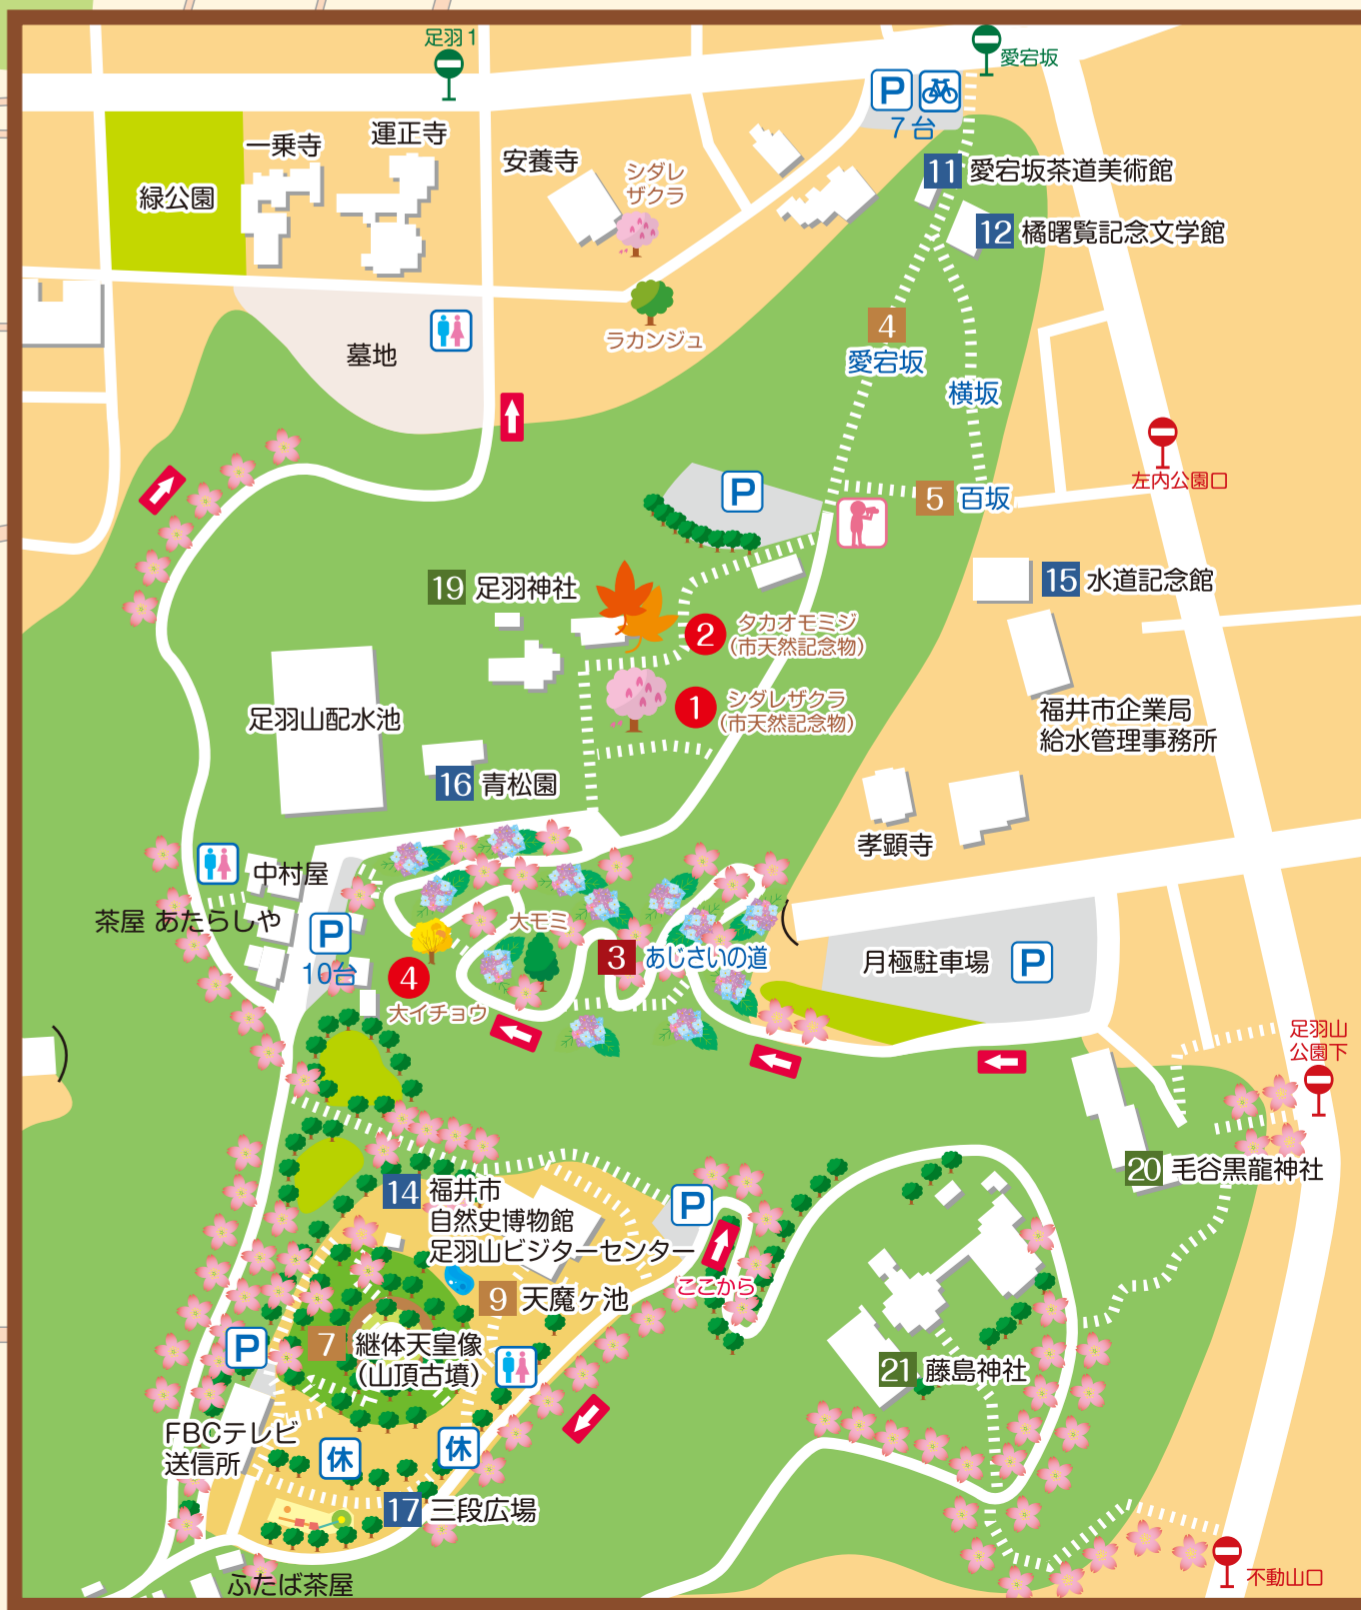 足羽1
愛宕坂
P
7台
一乗寺
運正寺
安養寺
シダレ
ザクラ
緑公園
11 愛宕坂茶道美術館
12 橘曙覧記念文学館
ラカンジュ
墓地
4
愛宕坂
横坂
左内公園口
P
5 百坂
19 足羽神社
15 水道記念館
2 タカオモミジ
(市天然記念物)
1 シダレザクラ
(市天然記念物)
足羽山配水池
福井市企業局
給水管理事務所
16 青松園
孝顕寺
中村屋
茶屋 あたらしや
P
10台
大モミ
3 あじさいの道
月極駐車場 P
4
大イチョウ
足羽山
公園下
20 毛谷黒龍神社
14 福井市
自然史博物館
足羽山ビジターセンター
P
ここから
9 天魔ヶ池
P
7 継体天皇像
(山頂古墳)
21 藤島神社
FBCテレビ
送信所
休
休
17 三段広場
ふたば茶屋
不動山口